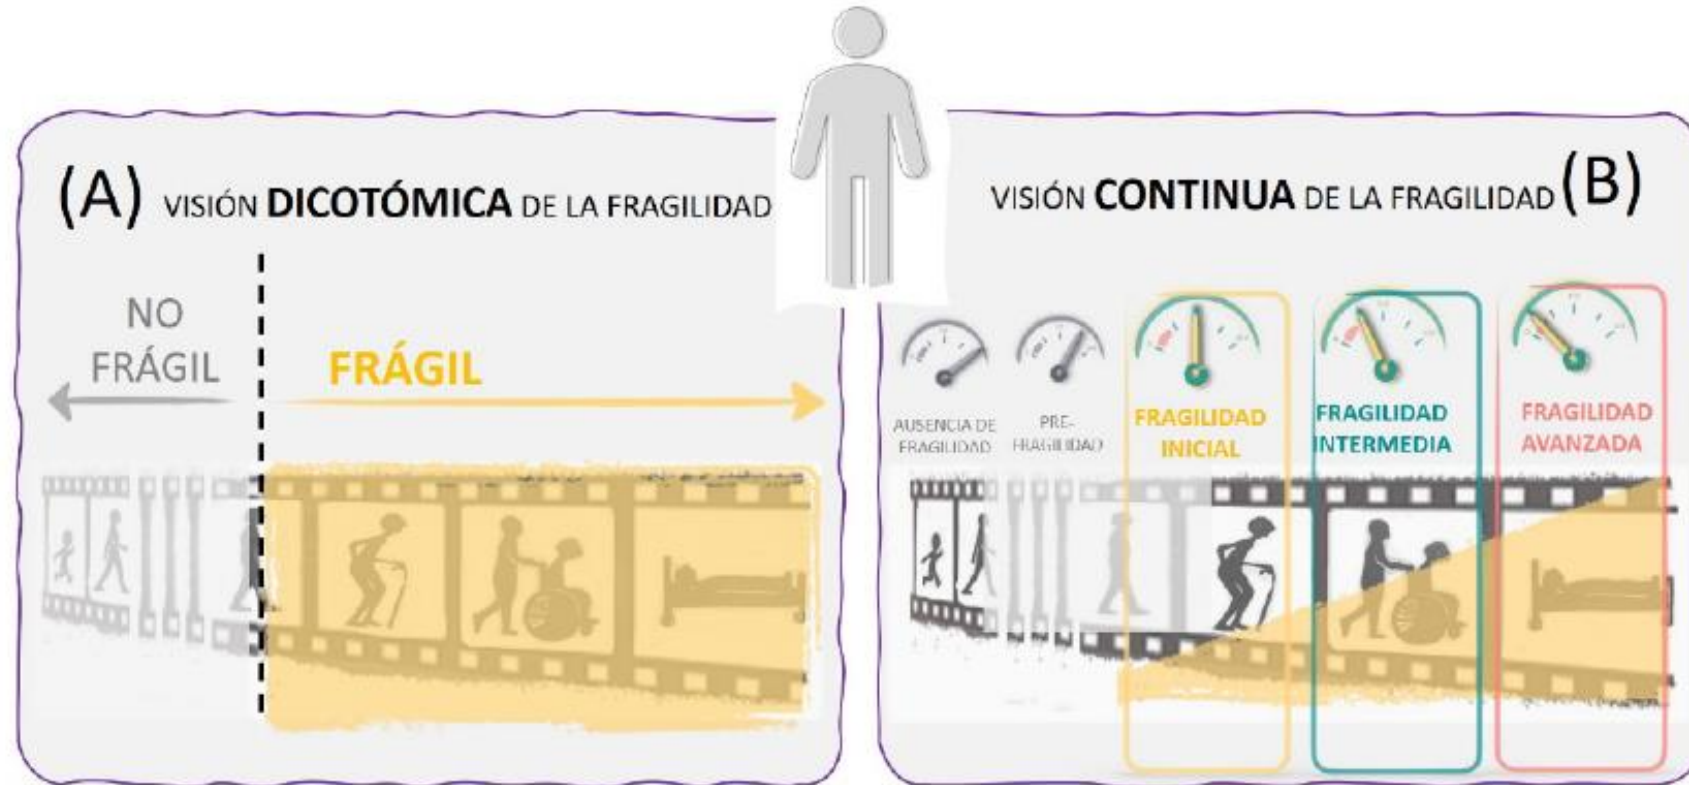 (A) VISIÓN DICOTÓMICA DE LA FRAGILIDAD
NO
FRÁGIL
FRÁGIL
VISIÓN CONTINUA DE LA FRAGILIDAD (B)
AUSENCIA DE
FRAGILIDAD
PRE-
FRAGILIDAD
FRAGILIDAD
INICIAL
FRAGILIDAD
INTERMEDIA
FRAGILIDAD
AVANZADA